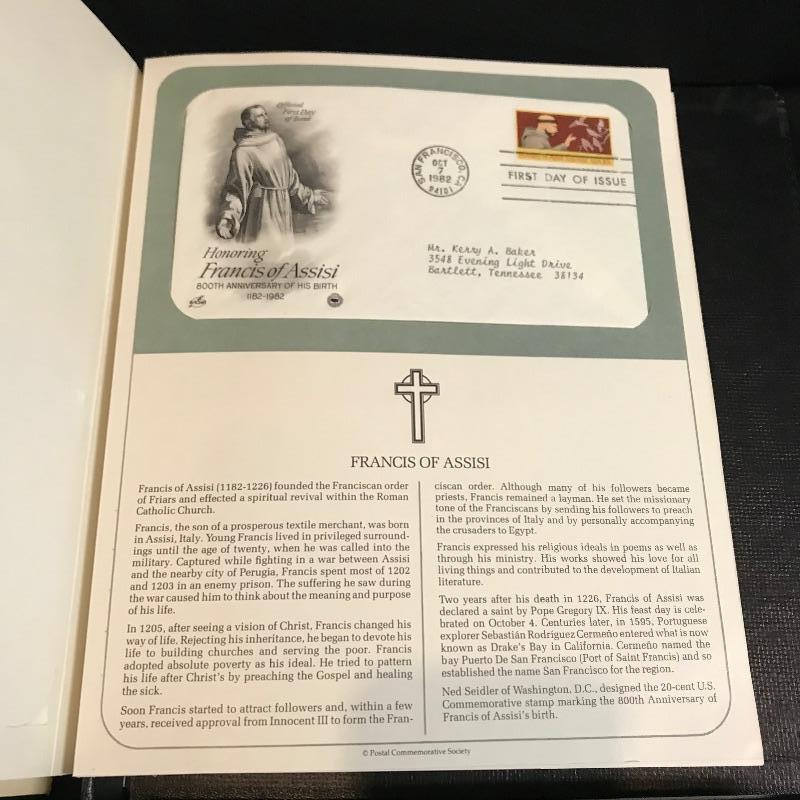 Official
First Day
of Issue
SAN FRANCISCO, CA
OCT
7
1982
94101
FIRST DAY OF ISSUE
Mr. Kerry A. Baker
3548 Evening Light Drive
Bartlett, Tennessee 38134
Honoring
Francis of Assisi
800TH ANNIVERSARY OF HIS BIRTH
1182-1982
FRANCIS OF ASSISI
Francis of Assisi (1182-1226) founded the Franciscan order
of Friars and effected a spiritual revival within the Roman
Catholic Church.
Francis, the son of a prosperous textile merchant, was born
in Assisi, Italy. Young Francis lived in privileged surround-
ings until the age of twenty, when he was called into the
military. Captured while fighting in a war between Assisi
and the nearby city of Perugia, Francis spent most of 1202
and 1203 in an enemy prison. The suffering he saw during
the war caused him to think about the meaning and purpose
of his life.
In 1205, after seeing a vision of Christ, Francis changed his
way of life. Rejecting his inheritance, he began to devote his
life to building churches and serving the poor. Francis
adopted absolute poverty as his ideal. He tried to pattern
his life after Christ's by preaching the Gospel and healing
the sick.
Soon Francis started to attract followers and, within a few
years, received approval from Innocent III to form the Fran-
ciscan order. Although many of his followers became
priests, Francis remained a layman. He set the missionary
tone of the Franciscans by sending his followers to preach
in the provinces of Italy and by personally accompanying
the crusaders to Egypt.
Francis expressed his religious ideals in poems as well as
through his ministry. His works showed his love for all
living things and contributed to the development of Italian
literature.
Two years after his death in 1226, Francis of Assisi was
declared a saint by Pope Gregory IX. His feast day is cele-
brated on October 4. Centuries later, in 1595, Portuguese
explorer Sebastián Rodríguez Cermeño entered what is now
known as Drake's Bay in California. Cermeño named the
bay Puerto De San Francisco (Port of Saint Francis) and so
established the name San Francisco for the region.
Ned Seidler of Washington, D.C., designed the 20-cent U.S.
Commemorative stamp marking the 800th Anniversary of
Francis of Assisi's birth.
© Postal Commemorative Society